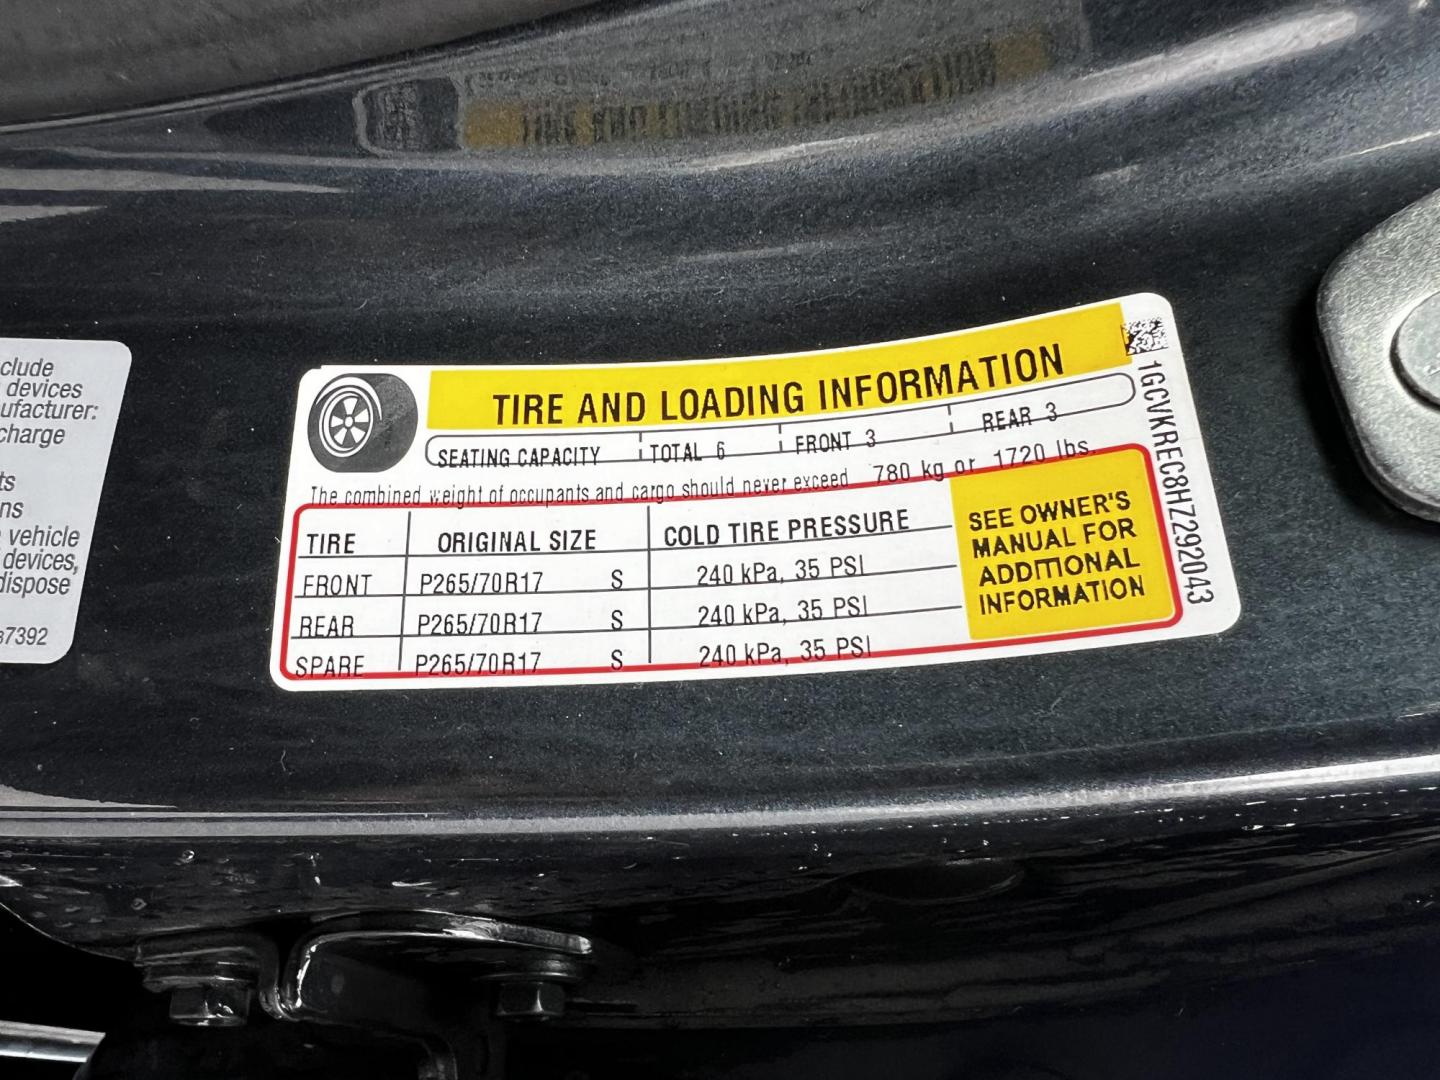 clude
devices
ufacturer:
charge
ts
ns
vehicle
devices,
dispose
37392
TIRE AND LOADING INFORMATION
SEATING CAPACITY TOTAL 6 FRONT 3 REAR 3
The combined weight of occupants and cargo should never exceed 780 kg or 1720 lbs.
TIRE ORIGINAL SIZE COLD TIRE PRESSURE
FRONT P265/70R17 S 240 kPa, 35 PSI
REAR P265/70R17 S 240 kPa, 35 PSI
SPARE P265/70R17 S 240 kPa, 35 PSI
SEE OWNER'S
MANUAL FOR
ADDITIONAL
INFORMATION
1GCVKREC8HZ292043